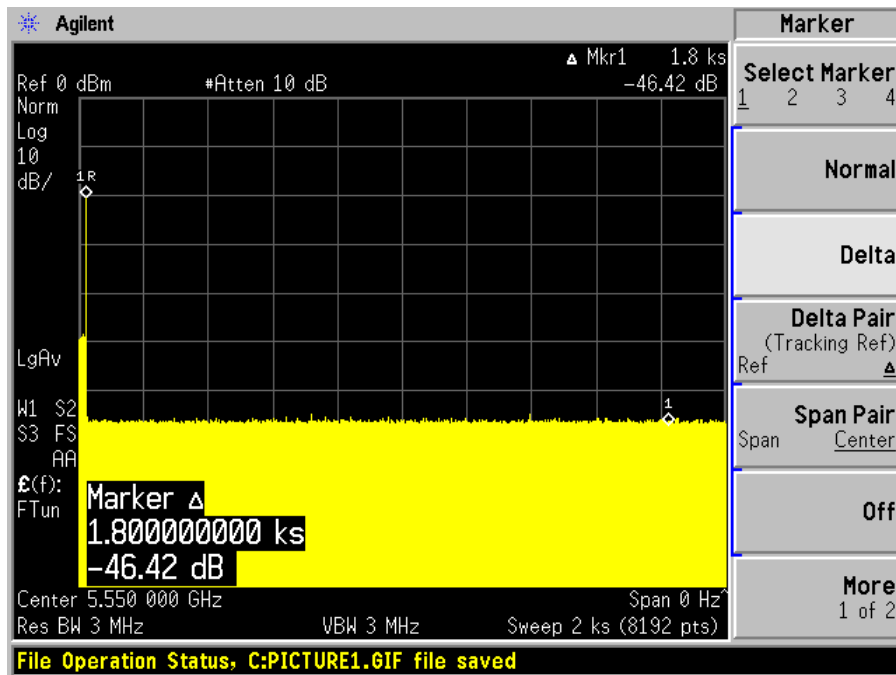 Agilent
Marker
Δ Mkr1 1.8 ks
Ref 0 dBm #Atten 10 dB -46.42 dB
Norm
Log
10
dB/
1R
LgAv
1
W1 S2
S3 FS
AA
£(f):
FTun
Marker Δ
1.800000000 ks
-46.42 dB
Center 5.550 000 GHz Span 0 Hz^
Res BW 3 MHz VBW 3 MHz Sweep 2 ks (8192 pts)
File Operation Status, C:PICTURE1.GIF file saved
Select Marker
1 2 3 4
Normal
Delta
Delta Pair
(Tracking Ref)
Ref Δ
Span Pair
Span Center
Off
More
1 of 2